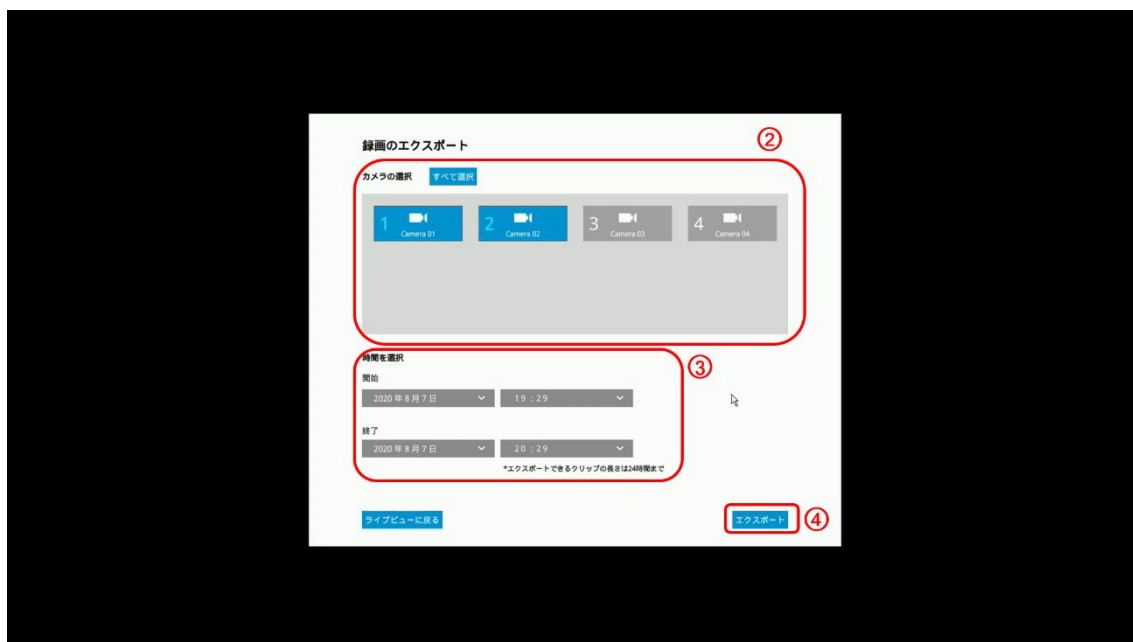 録画のエクスポート
②
カメラの選択 すべて選択
1 Camera 01
2 Camera 02
3 Camera 03
4 Camera 04
時間を選択
③
開始
2020 年 8 月 7 日 19 : 29
終了
2020 年 8 月 7 日 20 : 29
*エクスポートできるクリップの長さは24時間まで
ライブビューに戻る エクスポート ④